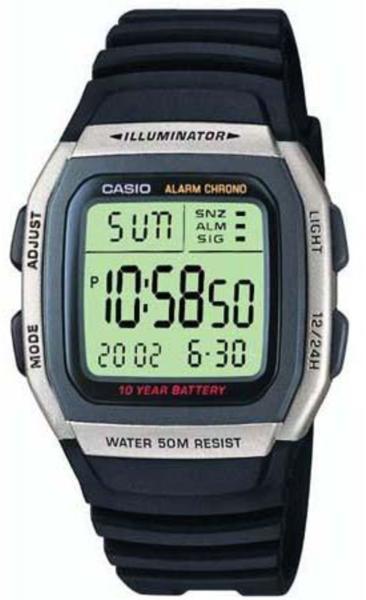 ◄ILLUMINATOR►
CASIO ALARM CHRONO
ADJUST
LIGHT
SUN
SNZ
ALM
SIG
P 10:58 50
2002 6-30
MODE
12/24H
10 YEAR BATTERY
WATER 50M RESIST